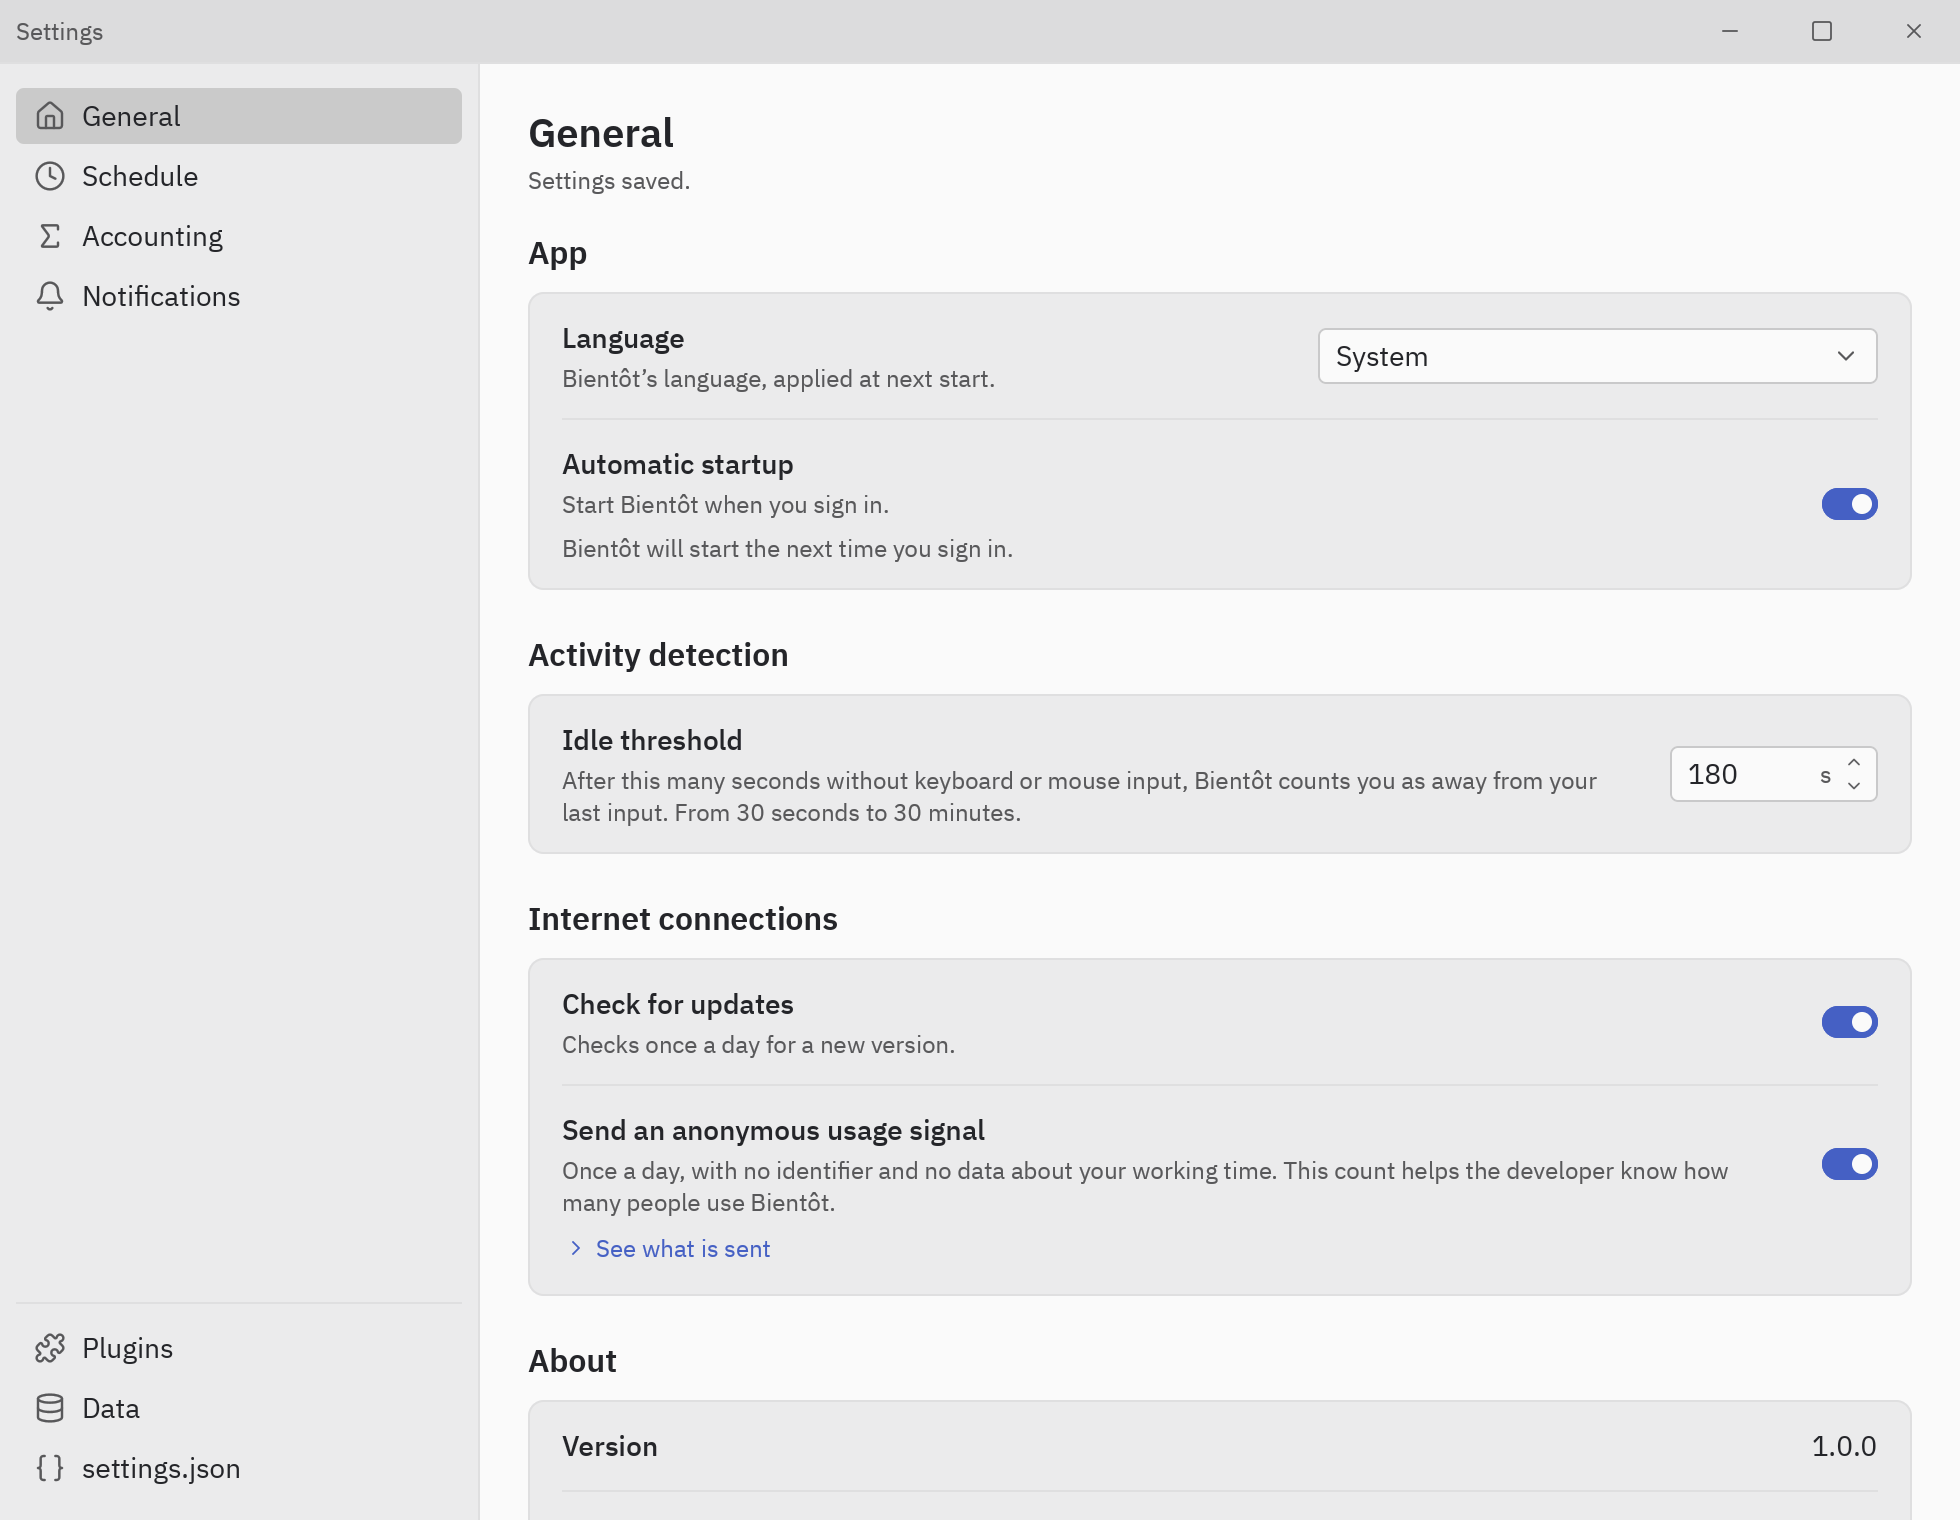 Settings
General
Schedule
Accounting
Notifications
Plugins
Data
settings.json
General
Settings saved.
App
Language
Bientôt’s language, applied at next start.
System
Automatic startup
Start Bientôt when you sign in.
Bientôt will start the next time you sign in.
Activity detection
Idle threshold
After this many seconds without keyboard or mouse input, Bientôt counts you as away from your
last input. From 30 seconds to 30 minutes.
180 s
Internet connections
Check for updates
Checks once a day for a new version.
Send an anonymous usage signal
Once a day, with no identifier and no data about your working time. This count helps the developer know how
many people use Bientôt.
See what is sent
About
Version 1.0.0